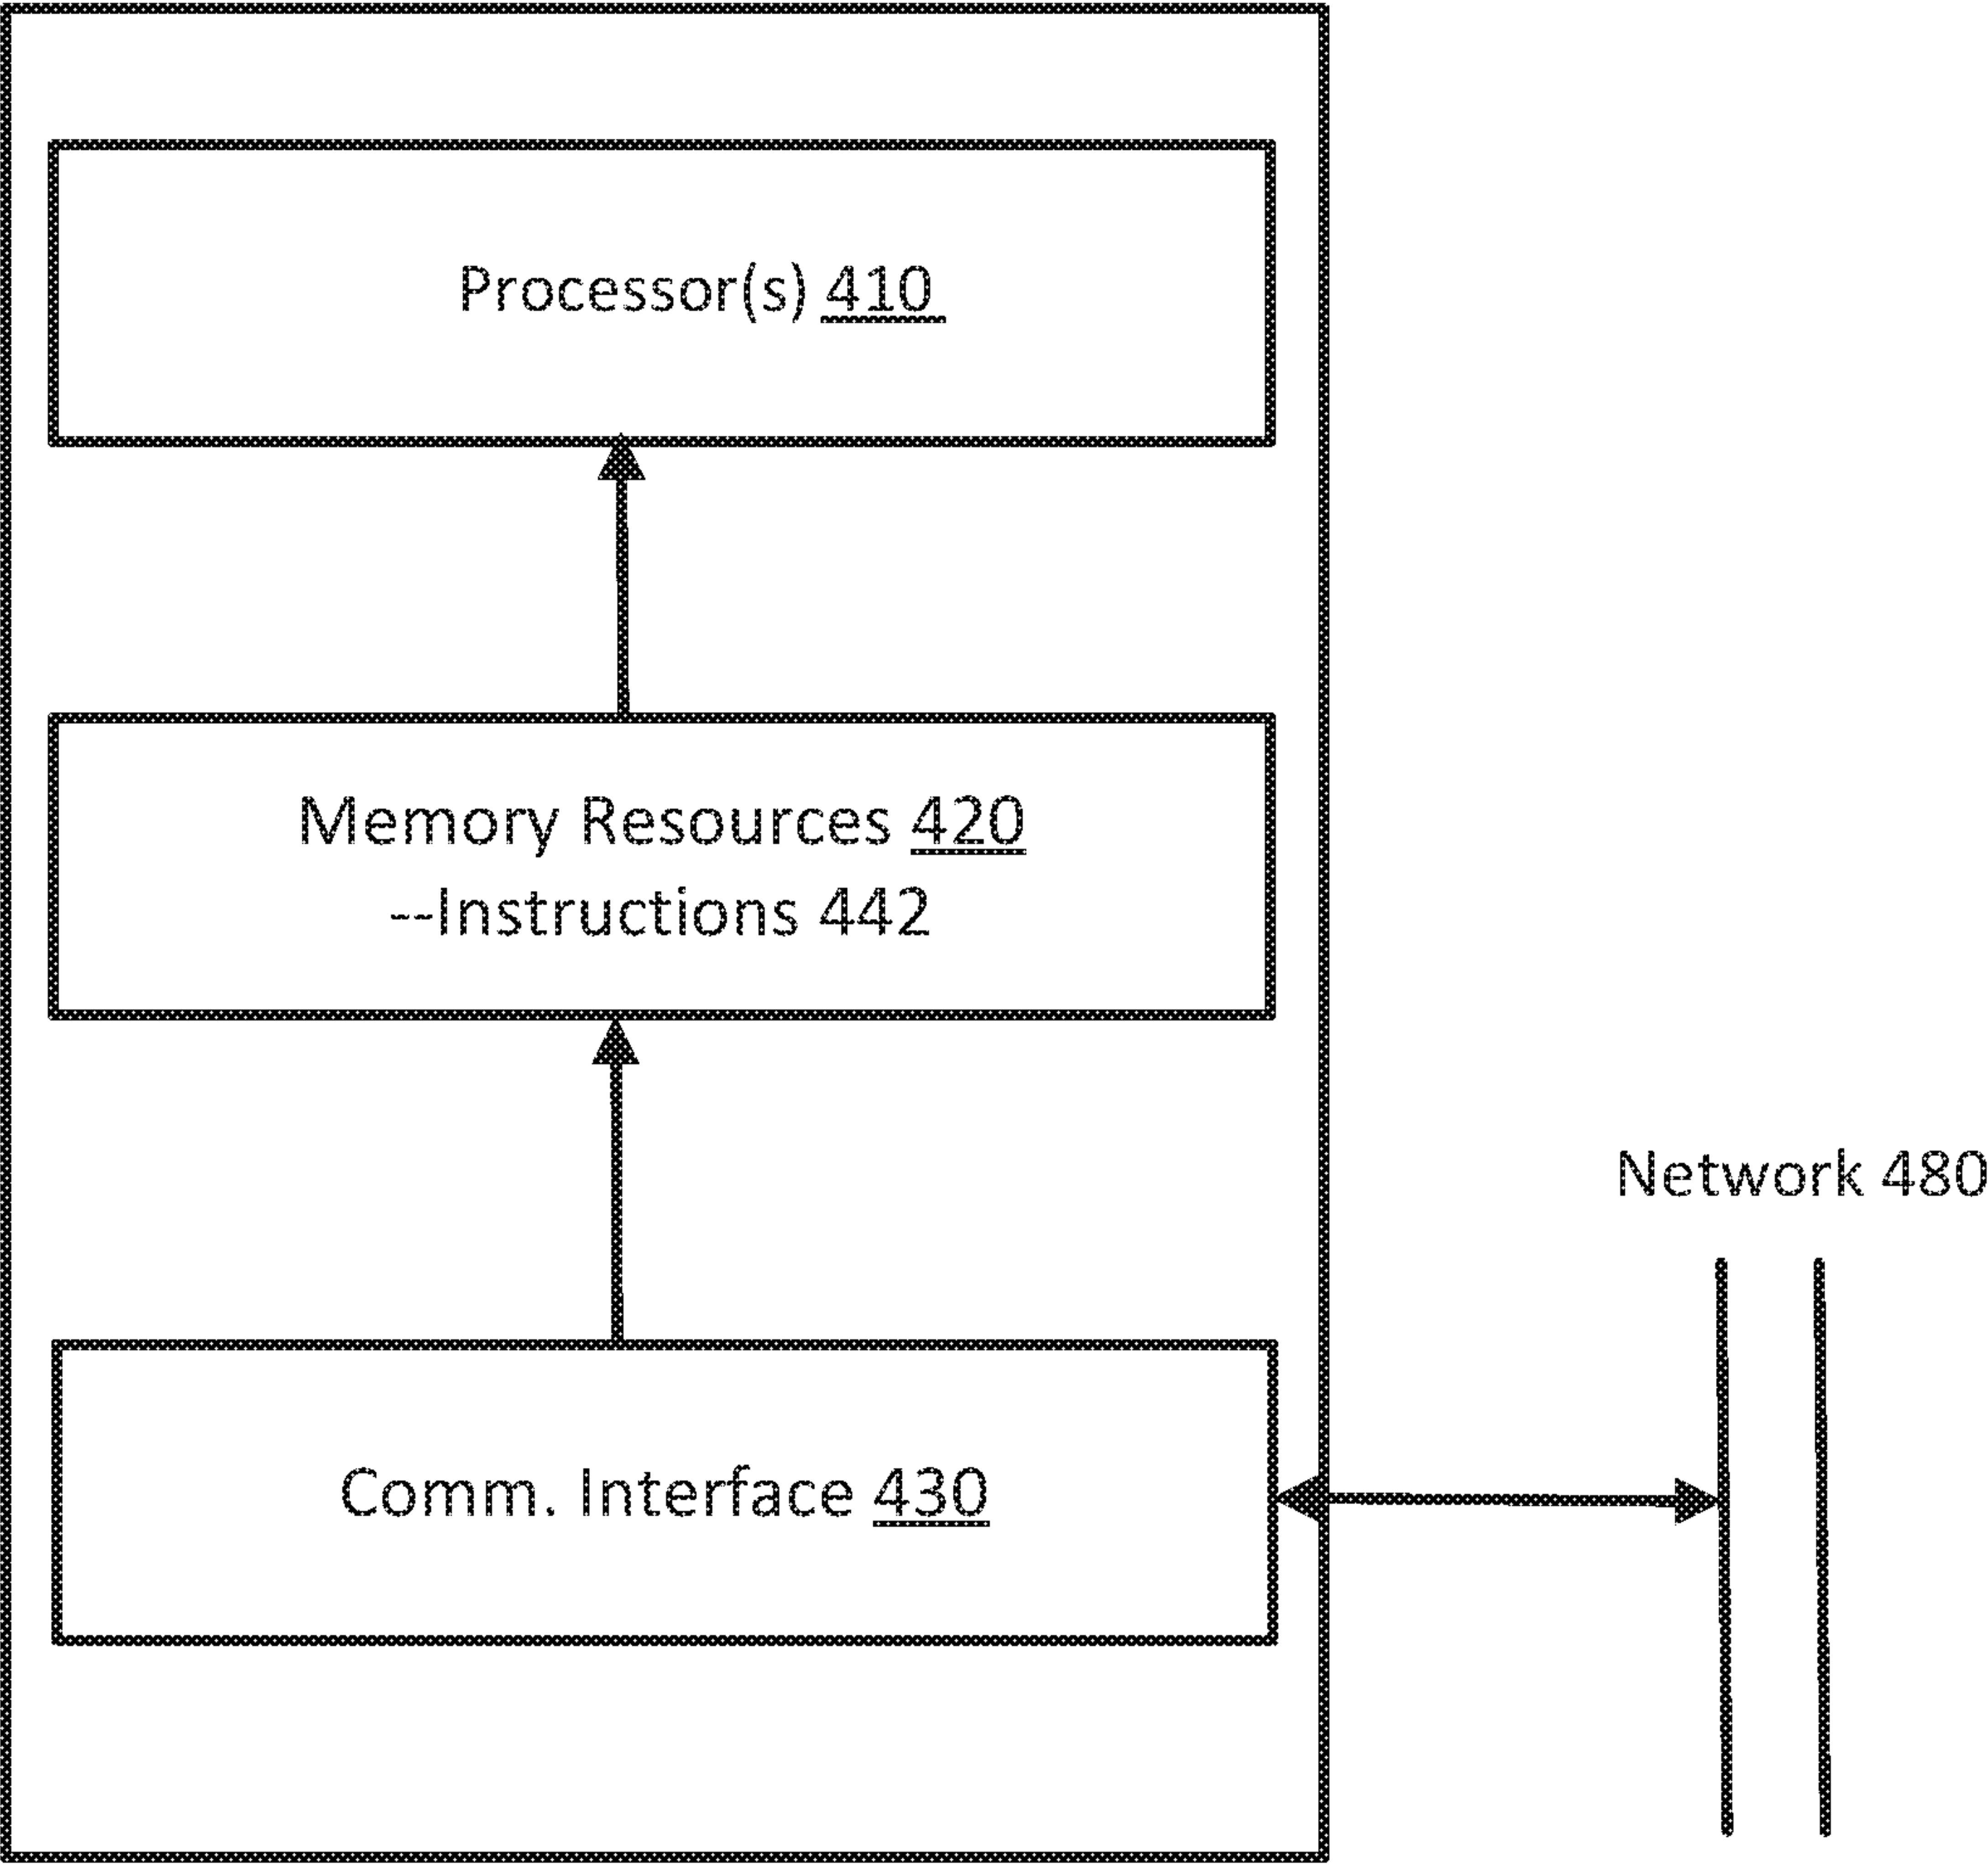 Processor(s) 410
Memory Resources 420
--Instructions 442
Network 480
Comm. Interface 430